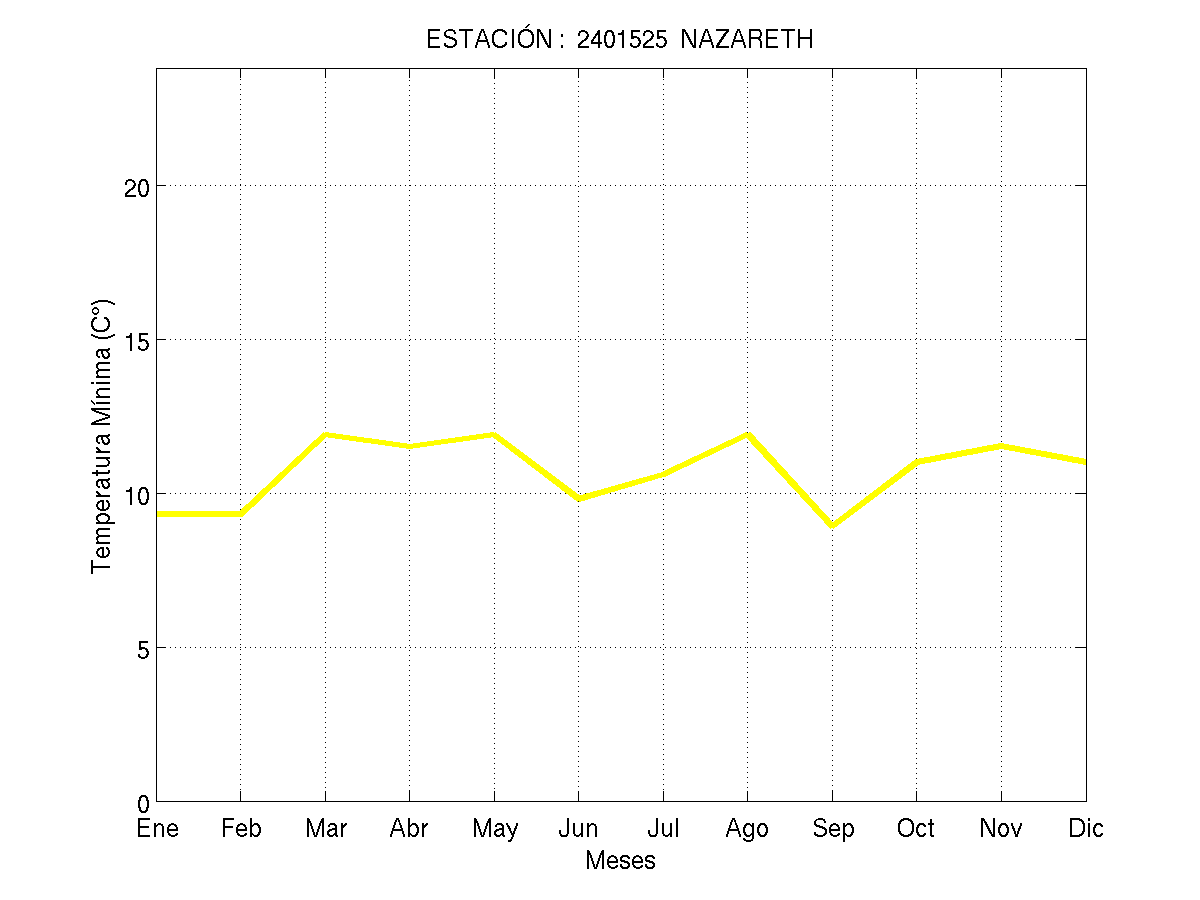 ESTACIÓN : 2401525 NAZARETH
Temperatura Mínima (C°)
20
15
10
5
0
Ene Feb Mar Abr May Jun Jul Ago Sep Oct Nov Dic
Meses